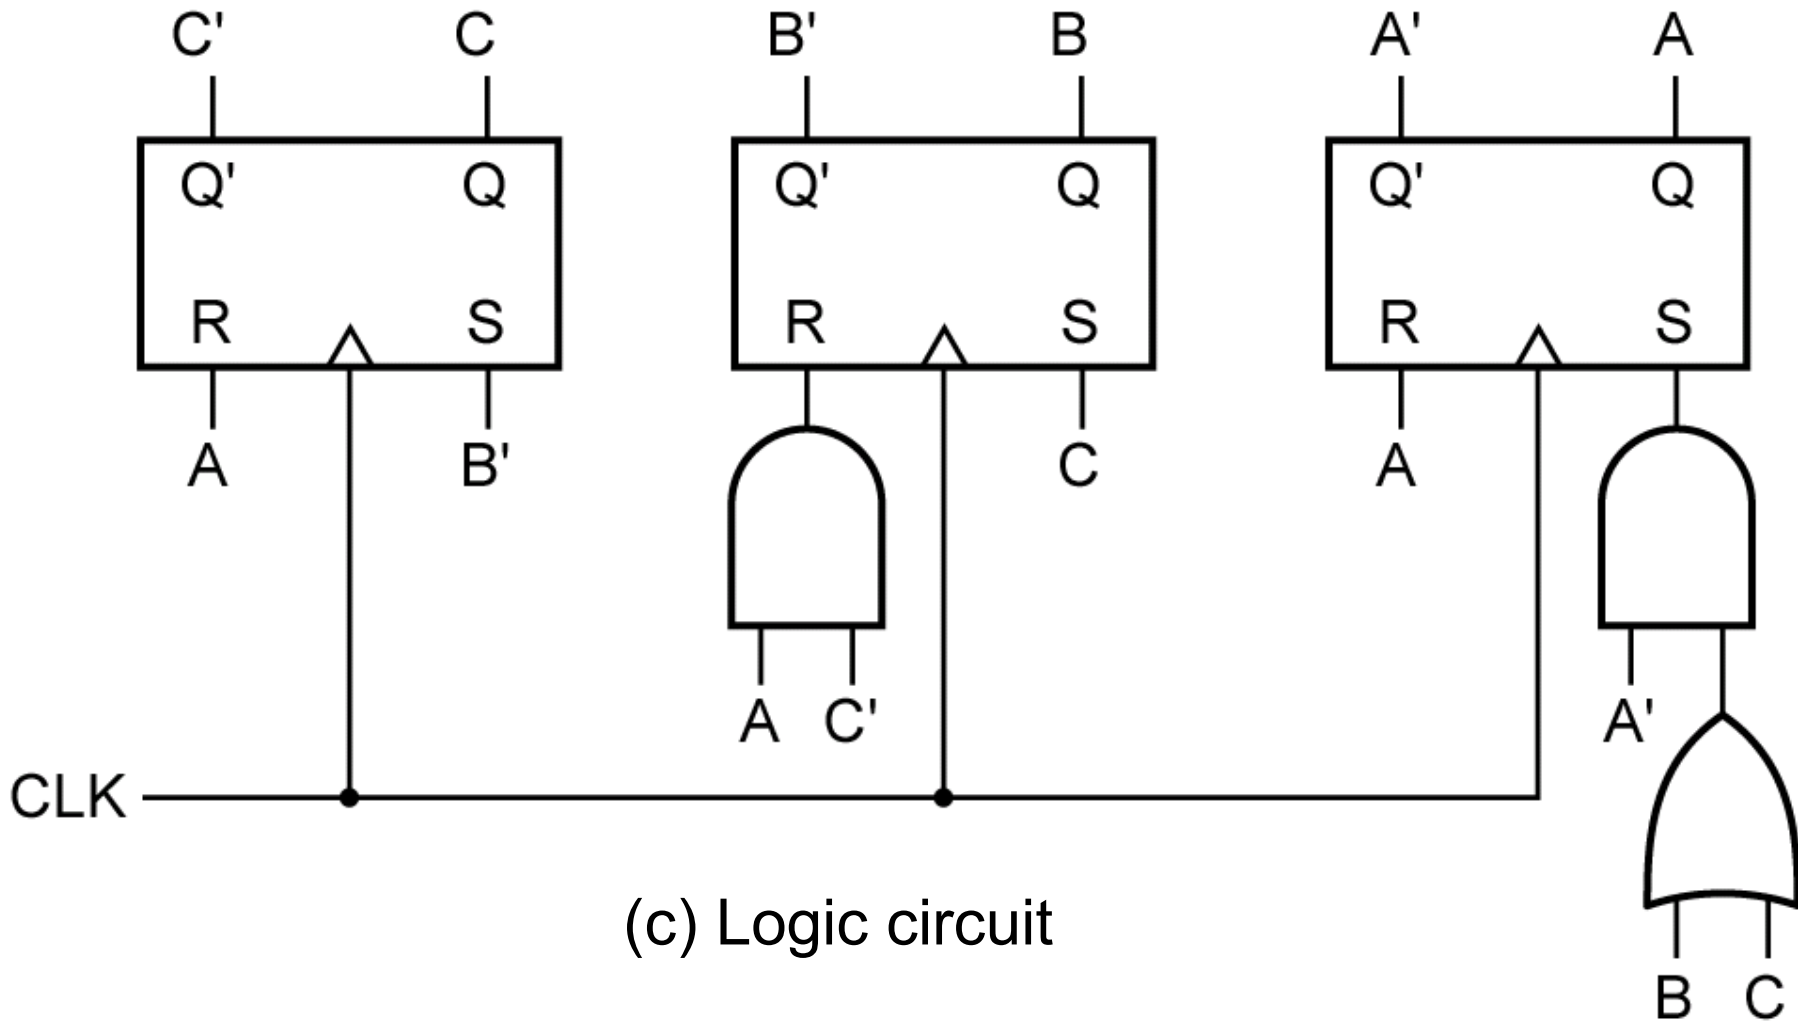 C' C B' B A' A
Q' Q Q' Q Q' Q
R S R S R S
A B' C A
A C' A'
CLK
(c) Logic circuit
B C